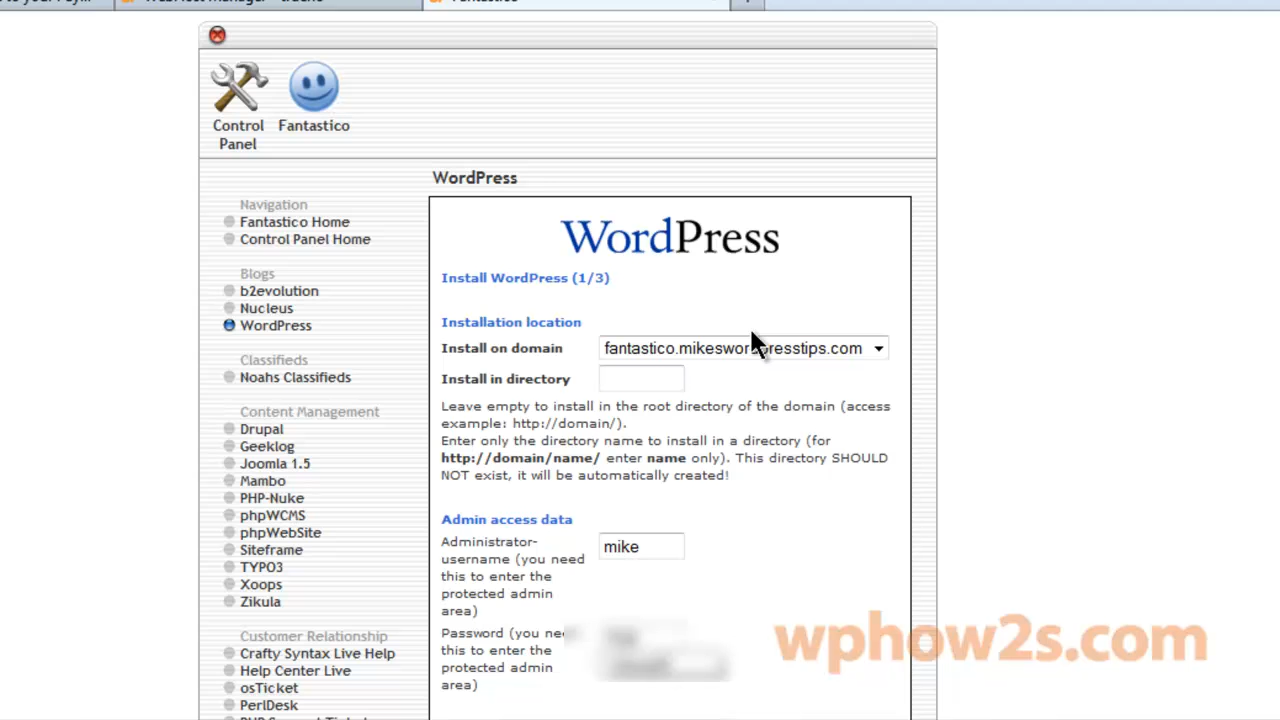 Fantastico
Control
Panel
Fantastico
WordPress
Navigation
Fantastico Home
Control Panel Home
Blogs
b2evolution
Nucleus
WordPress
Classifieds
Noahs Classifieds
Content Management
Drupal
Geeklog
Joomla 1.5
Mambo
PHP-Nuke
phpWCMS
phpWebSite
Siteframe
TYPO3
Xoops
Zikula
Customer Relationship
Crafty Syntax Live Help
Help Center Live
osTicket
PerlDesk
WordPress
Install WordPress (1/3)
Installation location
Install on domain
fantastico.mikeswordpresstips.com
Install in directory
Leave empty to install in the root directory of the domain (access
example: http://domain/).
Enter only the directory name to install in a directory (for
http://domain/name/ enter name only). This directory SHOULD
NOT exist, it will be automatically created!
Admin access data
Administrator-
username (you need
this to enter the
protected admin
area)
mike
Password (you
this to enter the
protected admin
area)
wphow2s.com